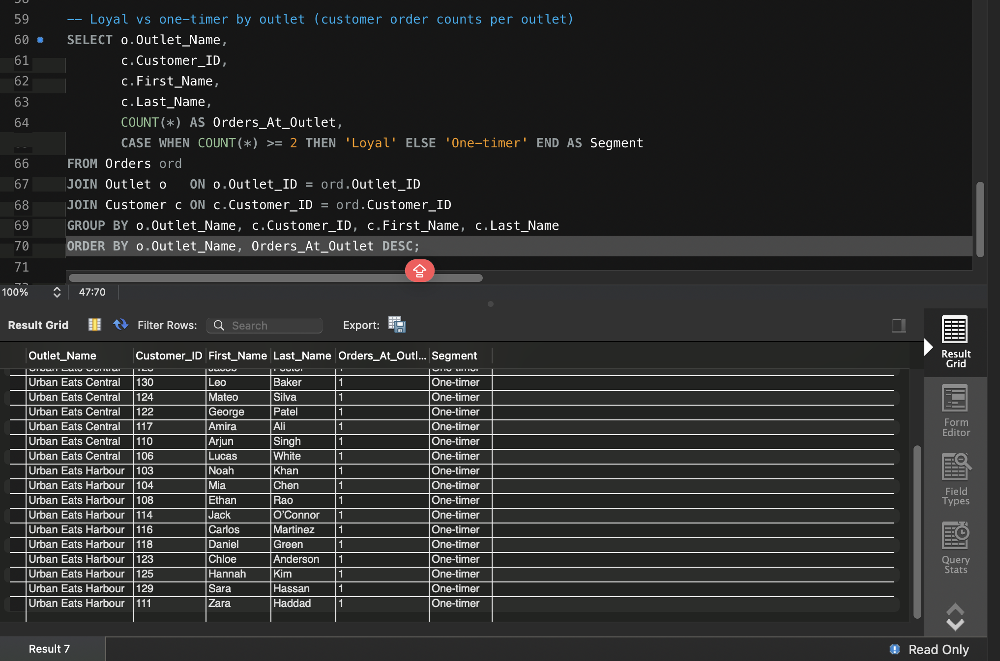 59 -- Loyal vs one-timer by outlet (customer order counts per outlet)
60 SELECT o.Outlet_Name,
61 c.Customer_ID,
62 c.First_Name,
63 c.Last_Name,
64 COUNT(*) AS Orders_At_Outlet,
CASE WHEN COUNT(*) >= 2 THEN 'Loyal' ELSE 'One-timer' END AS Segment
66 FROM Orders ord
67 JOIN Outlet o ON o.Outlet_ID = ord.Outlet_ID
68 JOIN Customer c ON c.Customer_ID = ord.Customer_ID
69 GROUP BY o.Outlet_Name, c.Customer_ID, c.First_Name, c.Last_Name
70 ORDER BY o.Outlet_Name, Orders_At_Outlet DESC;
71
100% 47:70
Result Grid Filter Rows: Search Export:
Outlet_Name Customer_ID First_Name Last_Name Orders_At_Outl... Segment
Urban Eats Central 130 Leo Baker 1 One-timer
Urban Eats Central 124 Mateo Silva 1 One-timer
Urban Eats Central 122 George Patel 1 One-timer
Urban Eats Central 117 Amira Ali 1 One-timer
Urban Eats Central 110 Arjun Singh 1 One-timer
Urban Eats Central 106 Lucas White 1 One-timer
Urban Eats Harbour 103 Noah Khan 1 One-timer
Urban Eats Harbour 104 Mia Chen 1 One-timer
Urban Eats Harbour 108 Ethan Rao 1 One-timer
Urban Eats Harbour 114 Jack O’Connor 1 One-timer
Urban Eats Harbour 116 Carlos Martinez 1 One-timer
Urban Eats Harbour 118 Daniel Green 1 One-timer
Urban Eats Harbour 123 Chloe Anderson 1 One-timer
Urban Eats Harbour 125 Hannah Kim 1 One-timer
Urban Eats Harbour 129 Sara Hassan 1 One-timer
Urban Eats Harbour 111 Zara Haddad 1 One-timer
Result
Grid
Form
Editor
Field
Types
Query
Stats
Result 7 Read Only